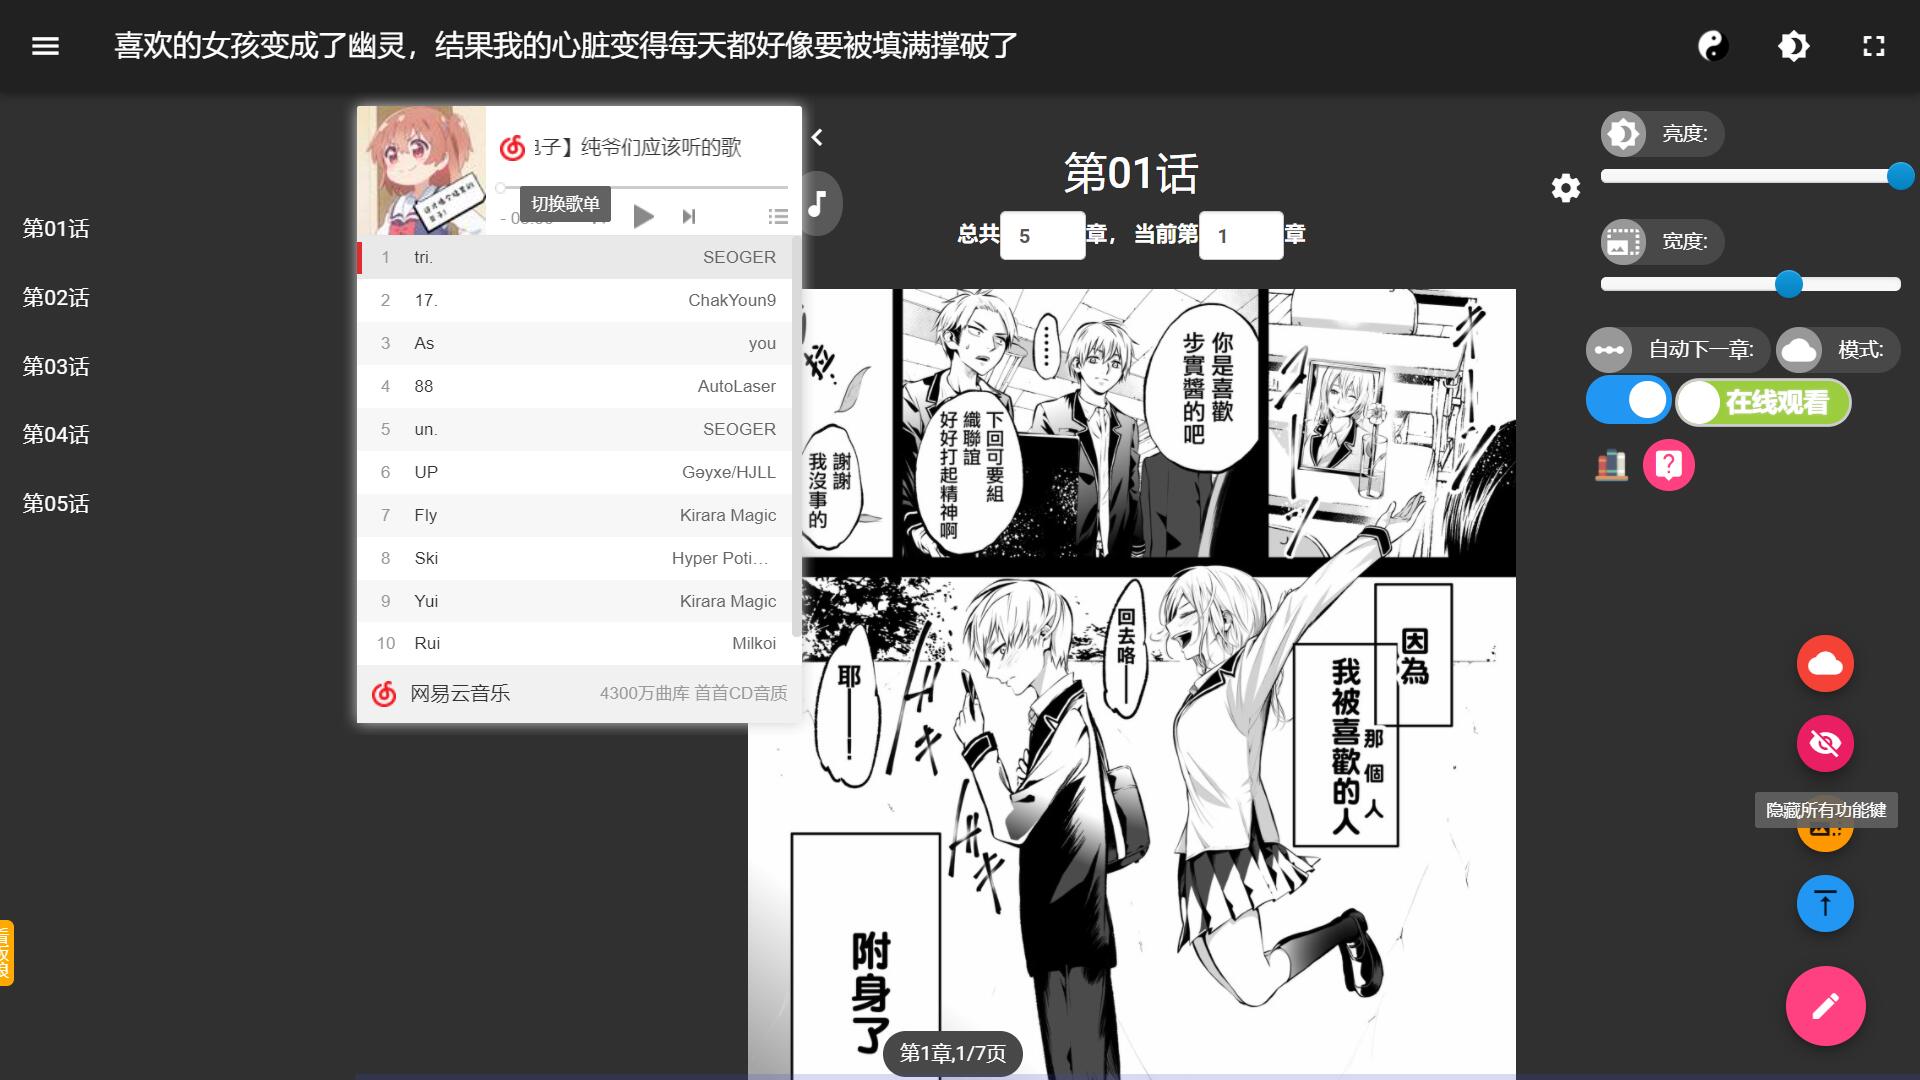 喜欢的女孩变成了幽灵，结果我的心脏变得每天都好像要被填满撑破了
第01话
第02话
第03话
第04话
第05话
】纯爷们应该听的歌
切换歌单
1 tri. SEOGER
2 17. ChakYoun9
3 As you
4 88 AutoLaser
5 un. SEOGER
6 UP Gəyxe/HJLL
7 Fly Kirara Magic
8 Ski Hyper Poti…
9 Yui Kirara Magic
10 Rui Milkoi
网易云音乐 4300万曲库 首首CD音质
第01话
总共 5 章， 当前第 1 章
你是喜歡
步實醬的吧
……
下回可要組
織聯誼
好好打起精神啊
謝謝
我沒事的
因為
我被喜歡的人
那個人
回去咯——
耶——！
附身了
第1章,1/7页
亮度:
宽度:
自动下一章:
模式:
在线观看
隐藏所有功能键